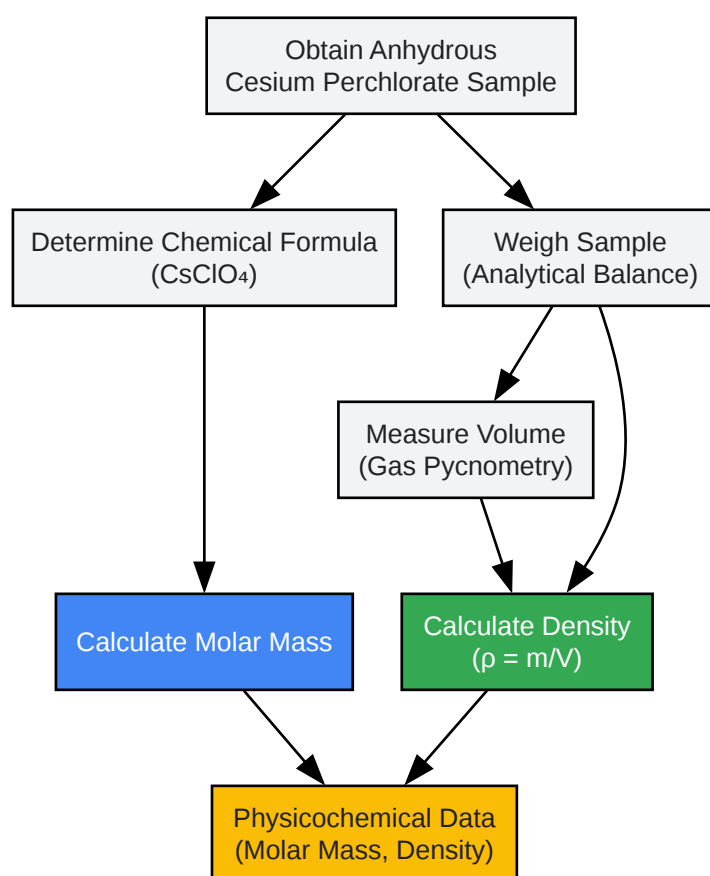 Obtain Anhydrous
Cesium Perchlorate Sample
Determine Chemical Formula
(CsClO₄)
Weigh Sample
(Analytical Balance)
Measure Volume
(Gas Pycnometry)
Calculate Molar Mass
Calculate Density
(ρ = m/V)
Physicochemical Data
(Molar Mass, Density)